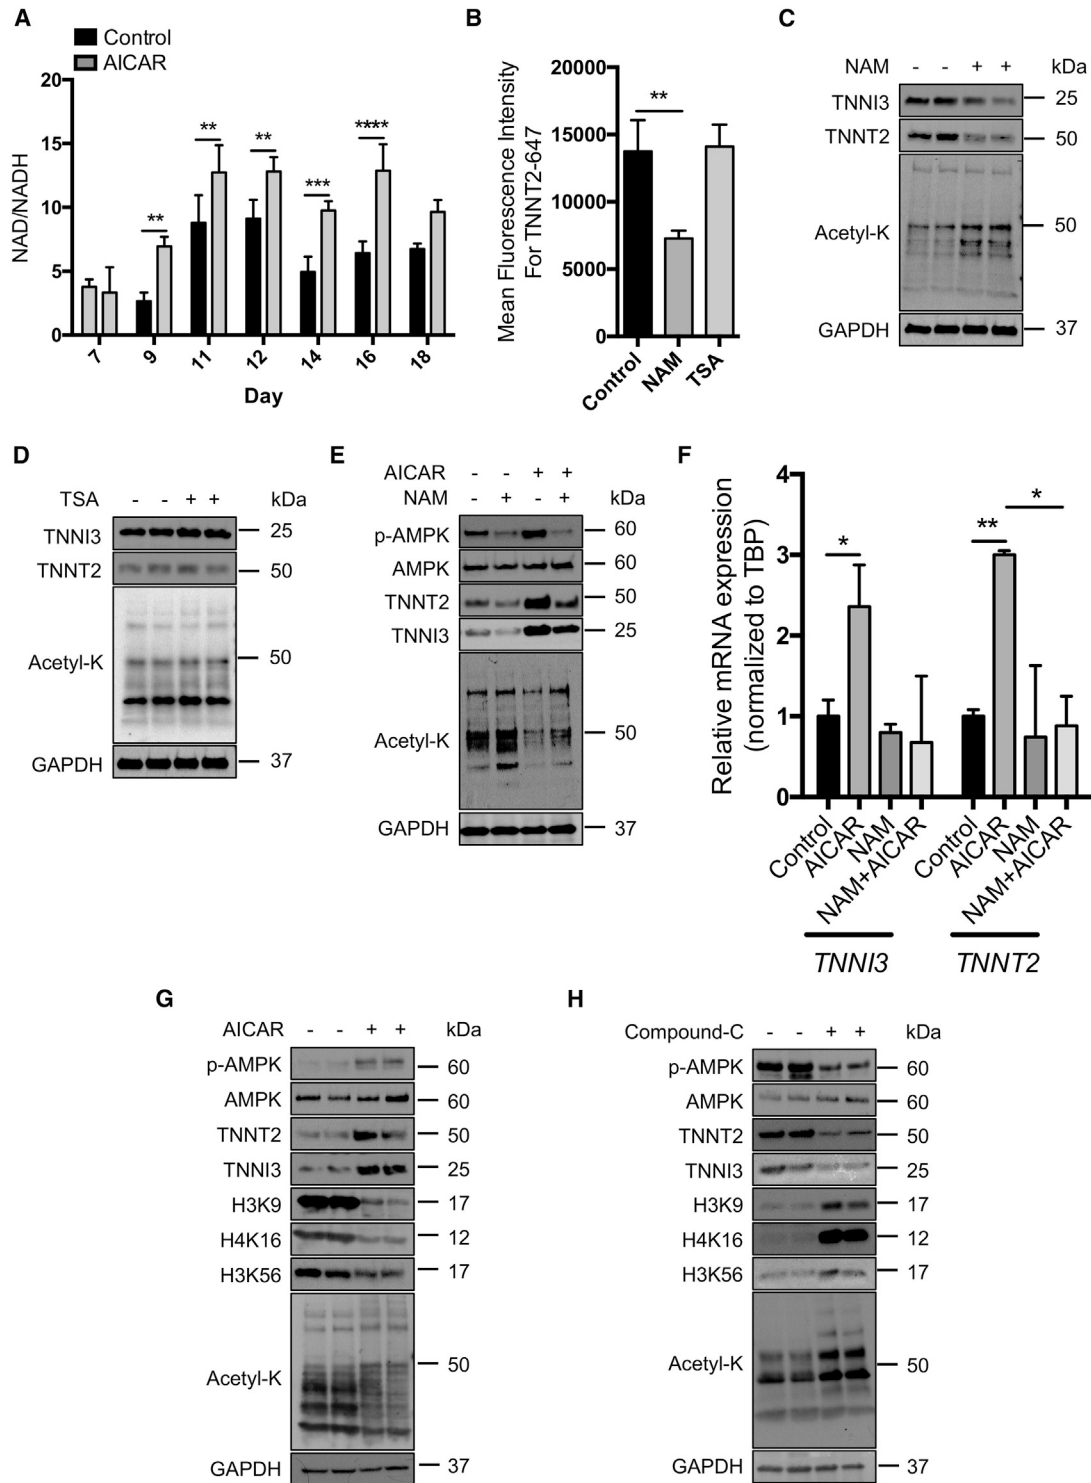 A
Control
AICAR
NAD/NADH
20
15
10
5
0
**
**
**
***
****
7 9 11 12 14 16 18
Day
B
Mean Fluorescence Intensity
For TNNT2-647
20000
15000
10000
5000
0
**
Control NAM TSA
C
NAM - - + + kDa
TNNI3 25
TNNT2 50
Acetyl-K 50
GAPDH 37
D
TSA - - + + kDa
TNNI3 25
TNNT2 50
Acetyl-K 50
GAPDH 37
E
AICAR - - + +
NAM - + - + kDa
p-AMPK 60
AMPK 60
TNNT2 50
TNNI3 25
Acetyl-K 50
GAPDH 37
F
Relative mRNA expression
(normalized to TBP)
4
3
2
1
0
*
**
*
Control AICAR NAM NAM+AICAR Control AICAR NAM NAM+AICAR
TNNI3 TNNT2
G
AICAR - - + + kDa
p-AMPK 60
AMPK 60
TNNT2 50
TNNI3 25
H3K9 17
H4K16 12
H3K56 17
Acetyl-K 50
GAPDH 37
H
Compound-C - - + + kDa
p-AMPK 60
AMPK 60
TNNT2 50
TNNI3 25
H3K9 17
H4K16 12
H3K56 17
Acetyl-K 50
GAPDH 37